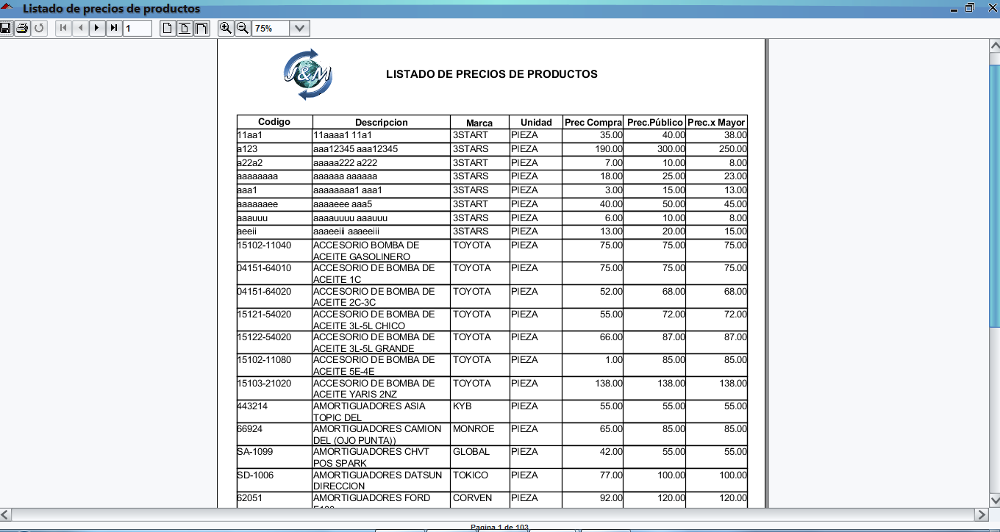 Listado de precios de productos
1 75%
J&M
LISTADO DE PRECIOS DE PRODUCTOS
Codigo Descripcion Marca Unidad Prec Compra Prec.Público Prec.x Mayor
11aa1 11aaaa1 11a1 3START PIEZA 35.00 40.00 38.00
a123 aaa12345 aaa12345 3STARS PIEZA 190.00 300.00 250.00
a22a2 aaaaa222 a222 3START PIEZA 7.00 10.00 8.00
aaaaaaaa aaaaaa aaaaaa 3STARS PIEZA 18.00 25.00 23.00
aaa1 aaaaaaaa1 aaa1 3STARS PIEZA 3.00 15.00 13.00
aaaaaaee aaaaeee aaa5 3START PIEZA 40.00 50.00 45.00
aaauuu aaaauuuu aaauuu 3STARS PIEZA 6.00 10.00 8.00
aeeii aaaeeiii aaaeeiii 3STARS PIEZA 13.00 20.00 15.00
15102-11040 ACCESORIO BOMBA DE TOYOTA PIEZA 75.00 75.00 75.00
ACEITE GASOLINERO
04151-64010 ACCESORIO DE BOMBA DE TOYOTA PIEZA 75.00 75.00 75.00
ACEITE 1C
04151-64020 ACCESORIO DE BOMBA DE TOYOTA PIEZA 52.00 68.00 68.00
ACEITE 2C-3C
15121-54020 ACCESORIO DE BOMBA DE TOYOTA PIEZA 55.00 72.00 72.00
ACEITE 3L-5L CHICO
15122-54020 ACCESORIO DE BOMBA DE TOYOTA PIEZA 66.00 87.00 87.00
ACEITE 3L-5L GRANDE
15102-11080 ACCESORIO DE BOMBA DE TOYOTA PIEZA 1.00 85.00 85.00
ACEITE 5E-4E
15103-21020 ACCESORIO DE BOMBA DE TOYOTA PIEZA 138.00 138.00 138.00
ACEITE YARIS 2NZ
443214 AMORTIGUADORES ASIA KYB PIEZA 55.00 55.00 55.00
TOPIC DEL
66924 AMORTIGUADORES CAMION MONROE PIEZA 65.00 85.00 85.00
DEL (OJO PUNTA))
SA-1099 AMORTIGUADORES CHVT GLOBAL PIEZA 42.00 55.00 55.00
POS SPARK
SD-1006 AMORTIGUADORES DATSUN TOKICO PIEZA 77.00 100.00 100.00
DIRECCION
62051 AMORTIGUADORES FORD CORVEN PIEZA 92.00 120.00 120.00
Pagina 1 de 103